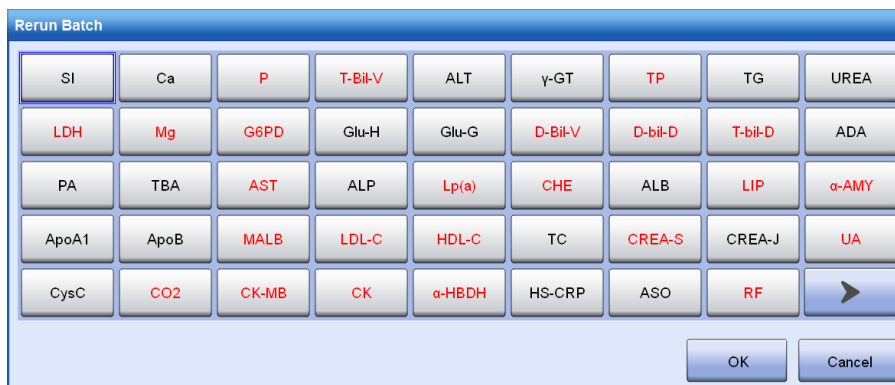 Rerun Batch
SI Ca P T-Bil-V ALT γ-GT TP TG UREA
LDH Mg G6PD Glu-H Glu-G D-Bil-V D-bil-D T-bil-D ADA
PA TBA AST ALP Lp(a) CHE ALB LIP α-AMY
ApoA1 ApoB MALB LDL-C HDL-C TC CREA-S CREA-J UA
CysC CO2 CK-MB CK α-HBDH HS-CRP ASO RF
OK Cancel